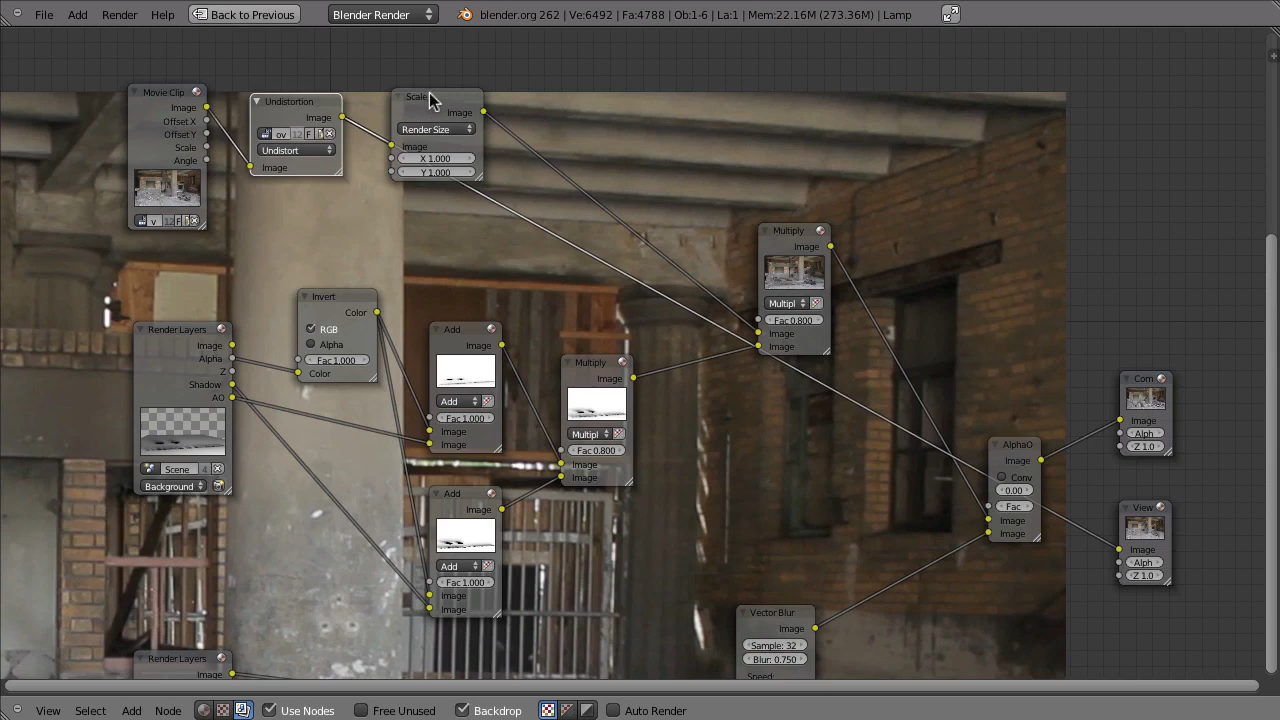 File Add Render Help Back to Previous Blender Render blender.org 262 | Ve:6492 | Fa:4788 | Ob:1-6 | La:1 | Mem:22.16M (273.36M) | Lamp
Movie Clip
Image
Offset X
Offset Y
Scale
Angle
v 12 F
Undistortion
Image
ov 12 F
Undistort
Image
Scale
Image
Render Size
Image
X 1.000
Y 1.000
Multiply
Image
Multipl
Fac 0.800
Image
Image
Invert
Color
RGB
Alpha
Fac 1.000
Color
Render Layers
Image
Alpha
Z
Shadow
AO
Scene 4
Background
Add
Image
Add
Fac 1.000
Image
Image
Multiply
Image
Multipl
Fac 0.800
Image
Image
Add
Image
Add
Fac 1.000
Image
Image
AlphaO
Image
Conv
0.00
Fac
Image
Image
Com
Image
Alph
Z 1.0
View
Image
Alph
Z 1.0
Vector Blur
Image
Sample: 32
Blur: 0.750
Speed:
Render Layers
Image
View Select Add Node Use Nodes Free Unused Backdrop Auto Render